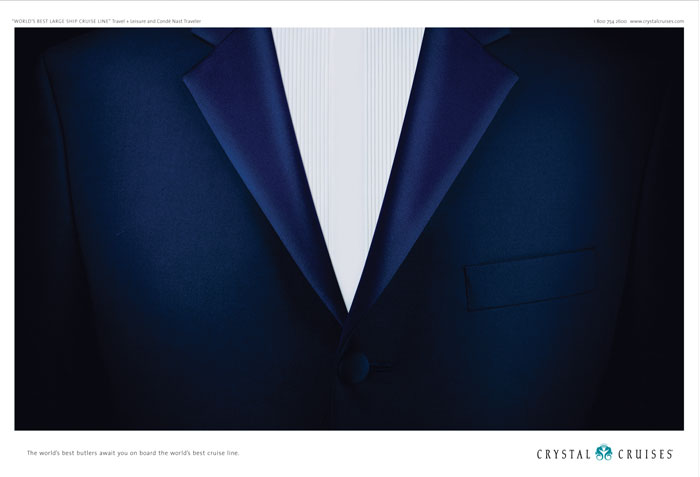 "WORLD'S BEST LARGE SHIP CRUISE LINE" Travel + Leisure and Condé Nast Traveler
1 800 754 2620 www.crystalcruises.com
The world's best butlers await you on board the world's best cruise line.
CRYSTAL CRUISES